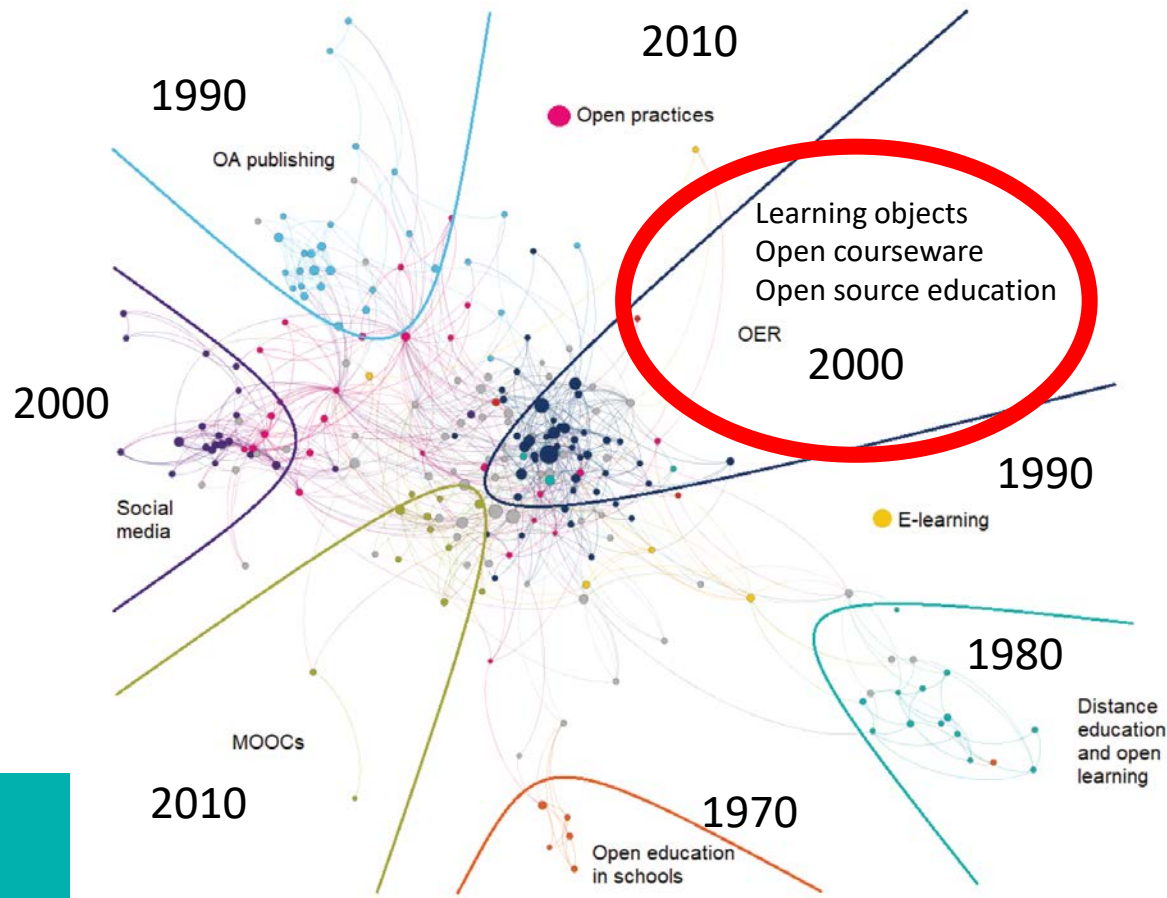 2010
1990
Open practices
OA publishing
Learning objects
Open courseware
Open source education
OER
2000
2000
1990
Social
media
E-learning
1980
Distance
education
and open
learning
MOOCs
2010
1970
Open education
in schools